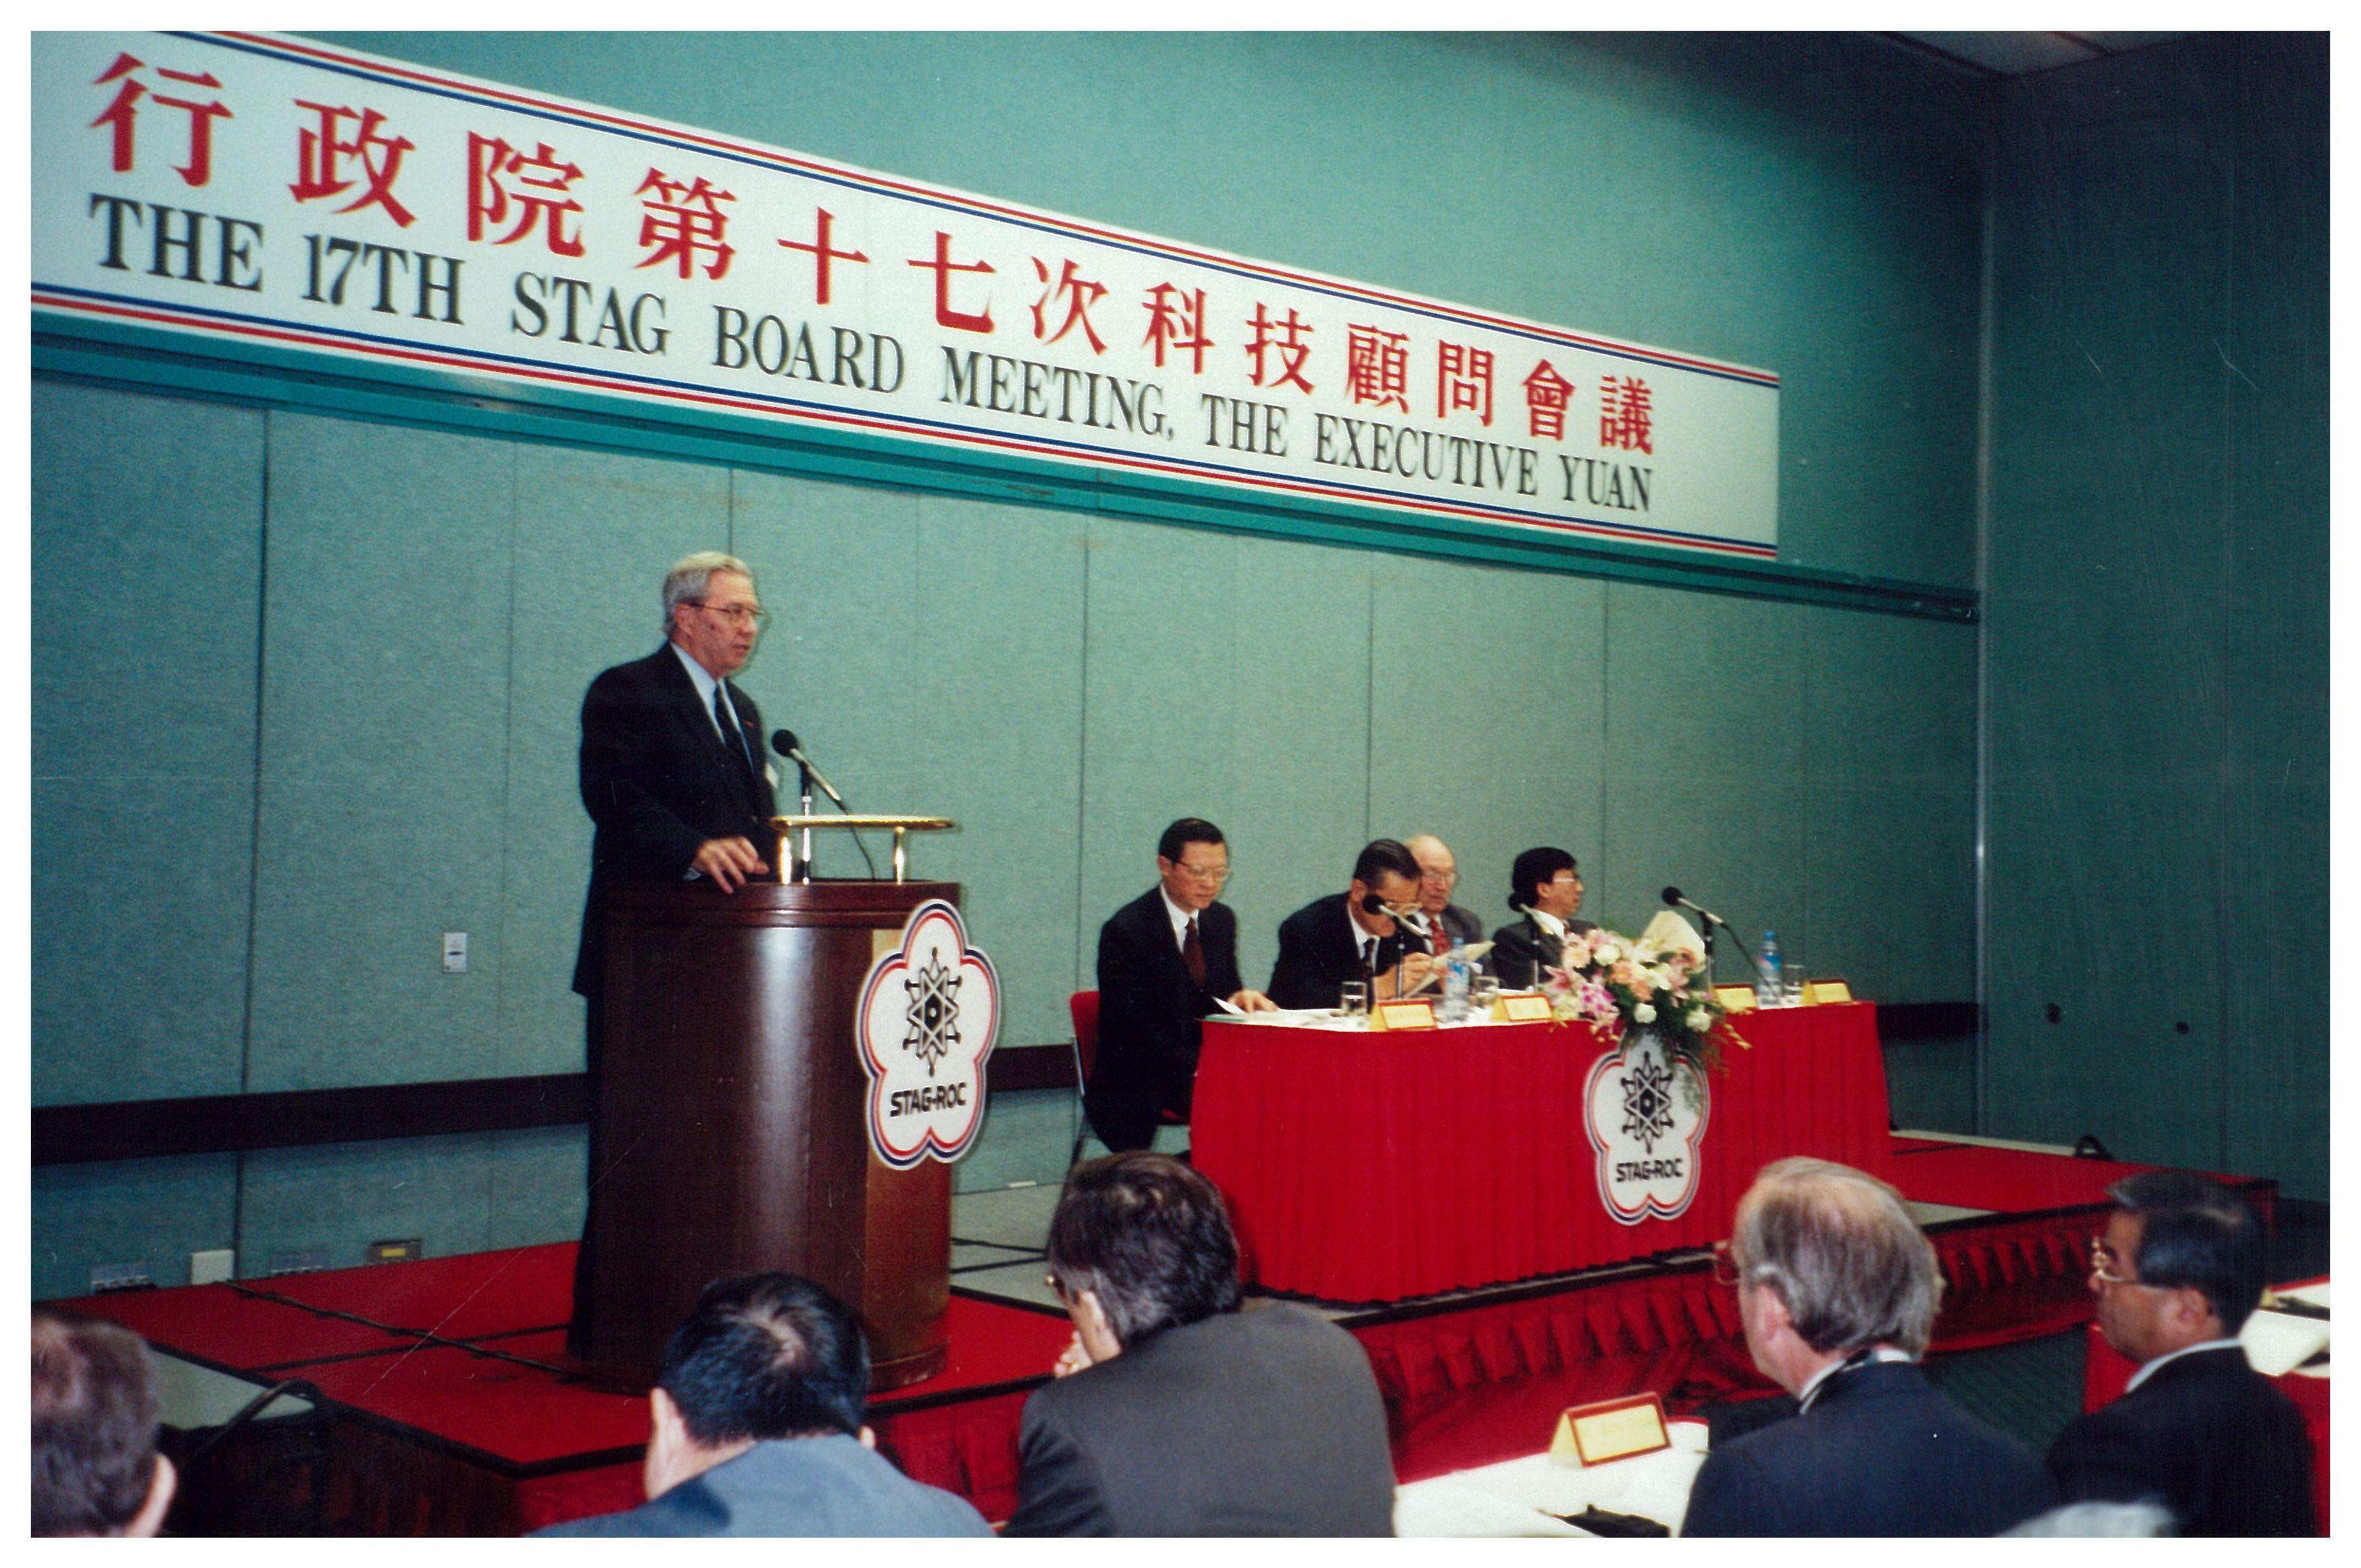 行政院第十七次科技顧問會議
THE 17TH STAG BOARD MEETING, THE EXECUTIVE YUAN
STAG-ROC
STAG-ROC